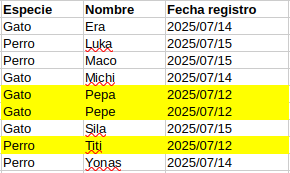 Especie Nombre Fecha registro
Gato Era 2025/07/14
Perro Luka 2025/07/15
Perro Maco 2025/07/15
Gato Michi 2025/07/14
Gato Pepa 2025/07/12
Gato Pepe 2025/07/12
Gato Sila 2025/07/15
Perro Titi 2025/07/12
Perro Yonas 2025/07/14